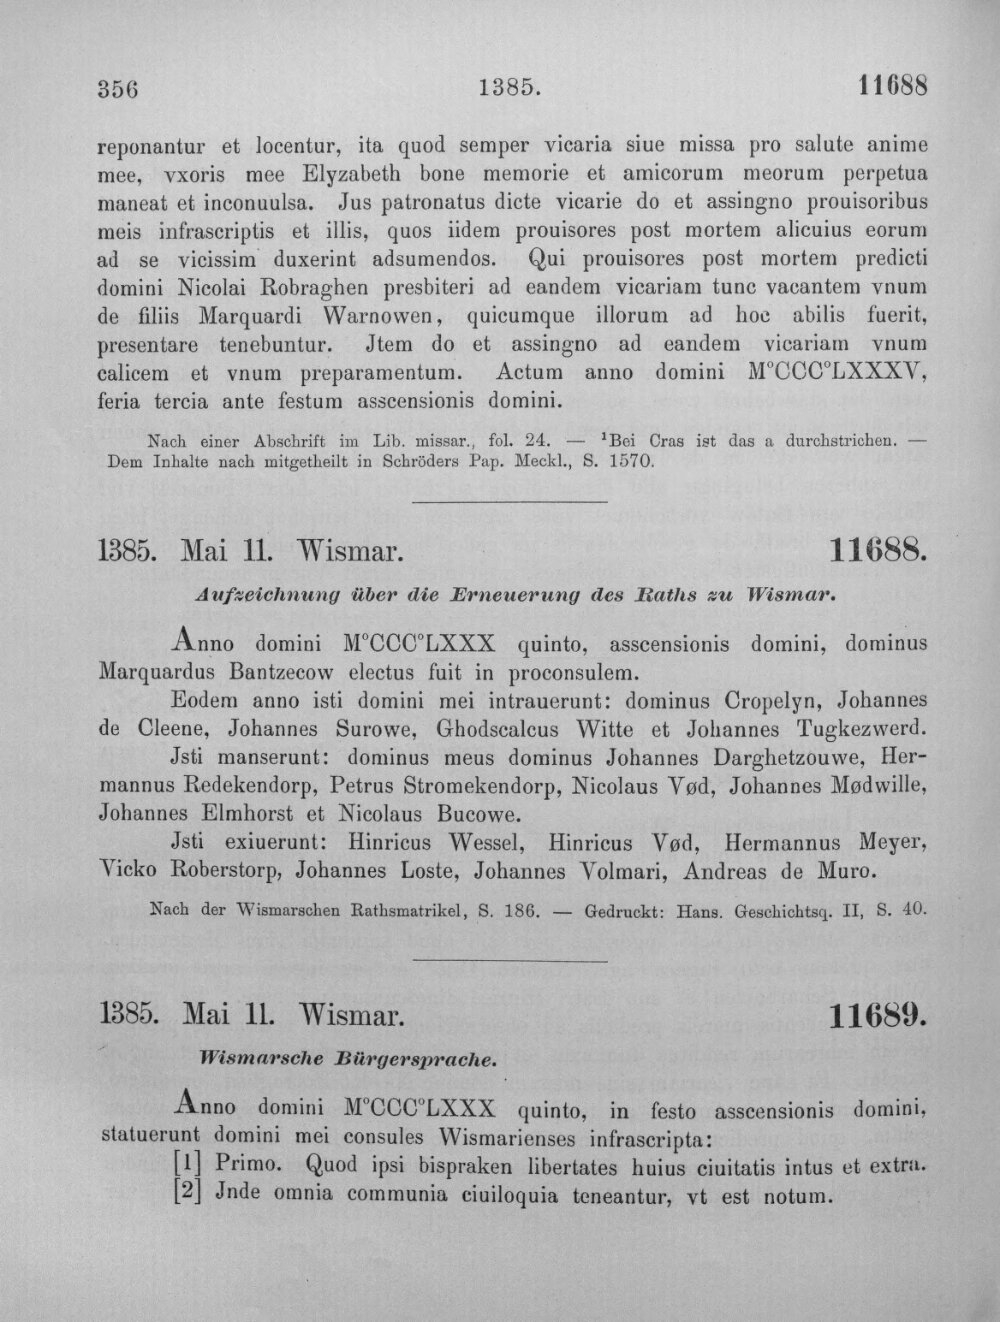 356 1385. 11688
reponantur et locentur, ita quod semper vicaria siue missa pro salute anime
mee, vxoris mee Elyzabeth bone memorie et amicorum meorum perpetua
maneat et inconuulsa. Jus patronatus dicte vicarie do et assingno prouisoribus
meis infrascriptis et illis, quos iidem prouisores post mortem alicuius eorum
ad se vicissim duxerint adsumendos. Qui prouisores post mortem predicti
domini Nicolai Robraghen presbiteri ad eandem vicariam tunc vacantem vnum
de filiis Marquardi Warnowen, quicumque illorum ad hoc abilis fuerit,
presentare tenebuntur. Jtem do et assingno ad eandem vicariam vnum
calicem et vnum preparamentum. Actum anno domini M°CCC°LXXXV,
feria tercia ante festum asscensionis domini.
Nach einer Abschrift im Lib. missar., fol. 24. — ¹Bei Cras ist das a durchstrichen. —
Dem Inhalte nach mitgetheilt in Schröders Pap. Meckl., S. 1570.
1385. Mai 11. Wismar. 11688.
Aufzeichnung über die Erneuerung des Raths zu Wismar.
Anno domini M°CCC°LXXX quinto, asscensionis domini, dominus
Marquardus Bantzecow electus fuit in proconsulem.
Eodem anno isti domini mei intrauerunt: dominus Cropelyn, Johannes
de Cleene, Johannes Surowe, Ghodscalcus Witte et Johannes Tugkezwerd.
Jsti manserunt: dominus meus dominus Johannes Darghetzouwe, Her-
mannus Redekendorp, Petrus Stromekendorp, Nicolaus Vød, Johannes Mødwille,
Johannes Elmhorst et Nicolaus Bucowe.
Jsti exiuerunt: Hinricus Wessel, Hinricus Vød, Hermannus Meyer,
Vicko Roberstorp, Johannes Loste, Johannes Volmari, Andreas de Muro.
Nach der Wismarschen Rathsmatrikel, S. 186. — Gedruckt: Hans. Geschichtsq. II, S. 40.
1385. Mai 11. Wismar. 11689.
Wismarsche Bürgersprache.
Anno domini M°CCC°LXXX quinto, in festo asscensionis domini,
statuerunt domini mei consules Wismarienses infrascripta:
[1] Primo. Quod ipsi bispraken libertates huius ciuitatis intus et extra.
[2] Jnde omnia communia ciuiloquia teneantur, vt est notum.